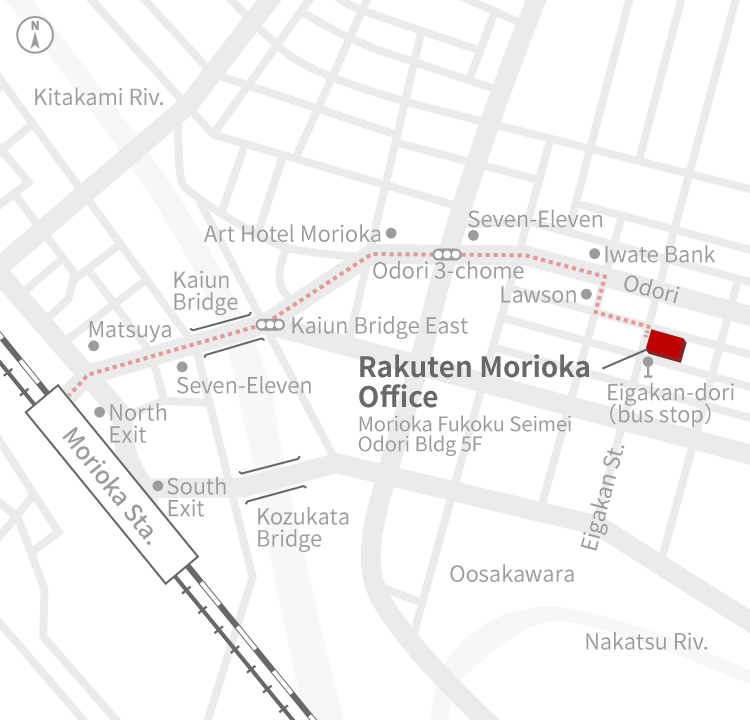 N
Kitakami Riv.
Seven-Eleven
Art Hotel Morioka
Iwate Bank
Odori 3-chome
Kaiun
Bridge
Odori
Lawson
Matsuya
Kaiun Bridge East
Rakuten Morioka
Office
Morioka Fukoku Seimei
Odori Bldg 5F
Seven-Eleven
Eigakan-dori
(bus stop)
North
Exit
Morioka Sta.
South
Exit
Eigakan St.
Kozukata
Bridge
Oosakawara
Nakatsu Riv.